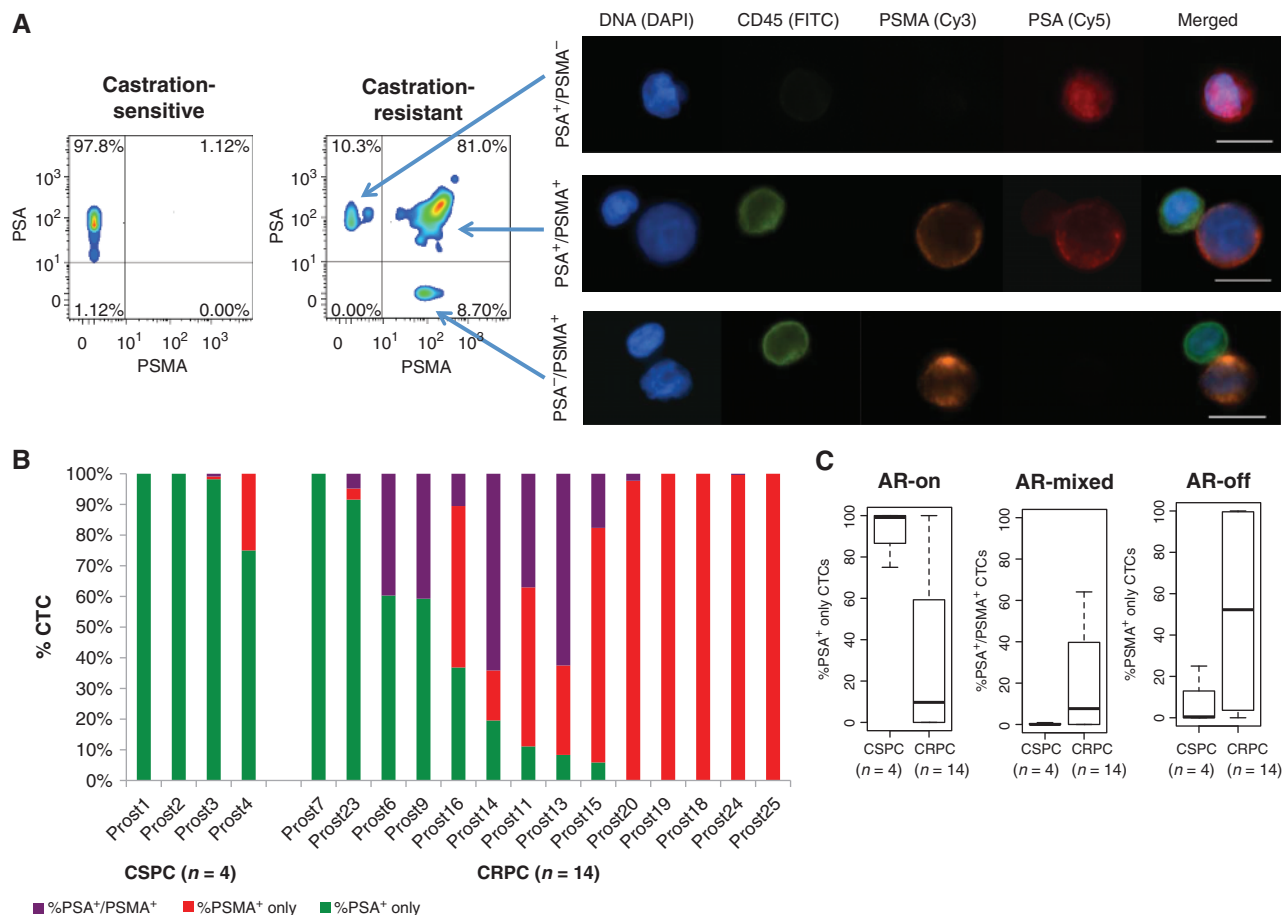 A
DNA (DAPI) CD45 (FITC) PSMA (Cy3) PSA (Cy5) Merged
Castration-
sensitive
Castration-
resistant
PSA⁺/PSMA⁻
PSA⁺/PSMA⁺
PSA⁻/PSMA⁺
97.8% 1.12%
1.12% 0.00%
PSA
10³
10²
10¹
0
0 10¹ 10² 10³
PSMA
10.3% 81.0%
0.00% 8.70%
PSA
10³
10²
10¹
0
0 10¹ 10² 10³
PSMA
B
% CTC
100%
90%
80%
70%
60%
50%
40%
30%
20%
10%
0%
Prost1 Prost2 Prost3 Prost4 Prost7 Prost23 Prost6 Prost9 Prost16 Prost14 Prost11 Prost13 Prost15 Prost20 Prost19 Prost18 Prost24 Prost25
CSPC (n = 4) CRPC (n = 14)
%PSA⁺/PSMA⁺ %PSMA⁺ only %PSA⁺ only
C
AR-on
%PSA⁺ only CTCs
100
80
60
40
20
0
CSPC CRPC
(n = 4) (n = 14)
AR-mixed
%PSA⁺/PSMA⁺ CTCs
100
80
60
40
20
0
CSPC CRPC
(n = 4) (n = 14)
AR-off
%PSMA⁺ only CTCs
100
80
60
40
20
0
CSPC CRPC
(n = 4) (n = 14)